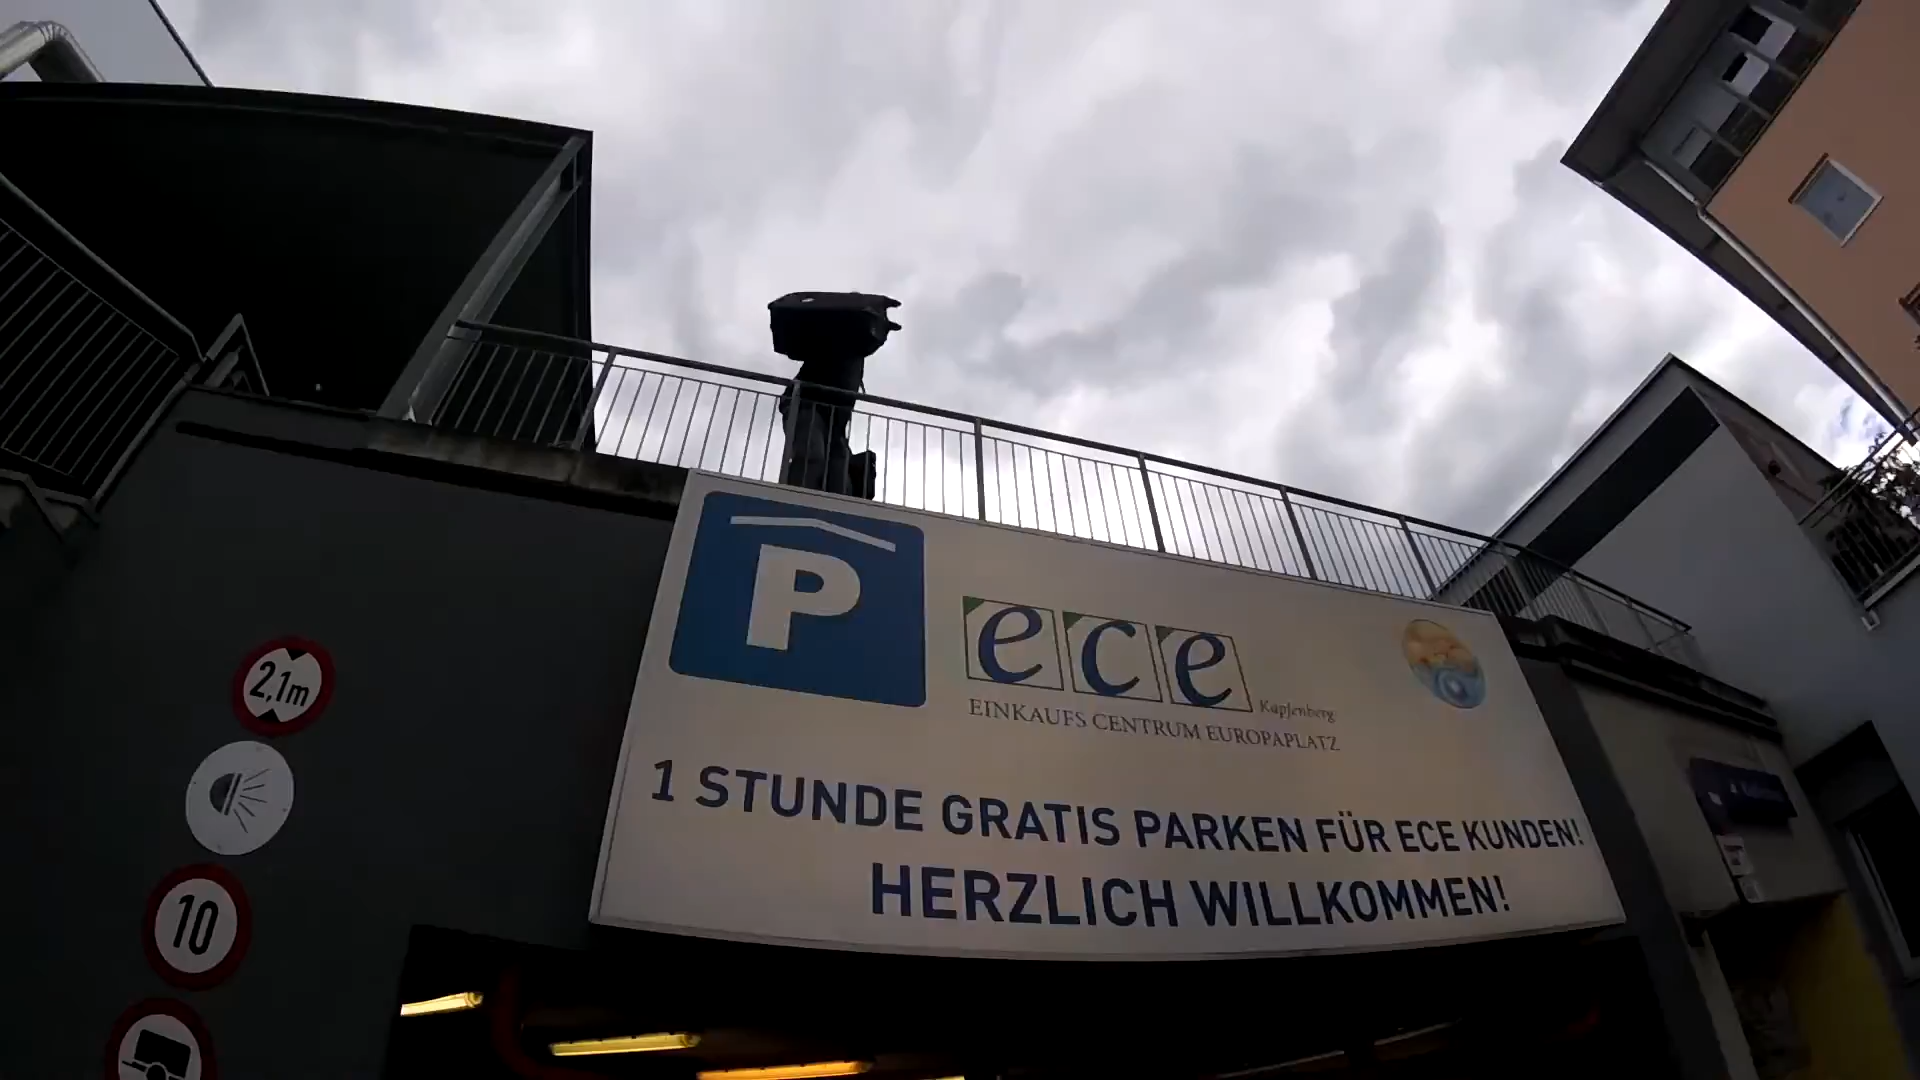 P
ece
Kapfenberg
EINKAUFS CENTRUM EUROPAPLATZ
1 STUNDE GRATIS PARKEN FÜR ECE KUNDEN!
HERZLICH WILLKOMMEN!
2,1m
10